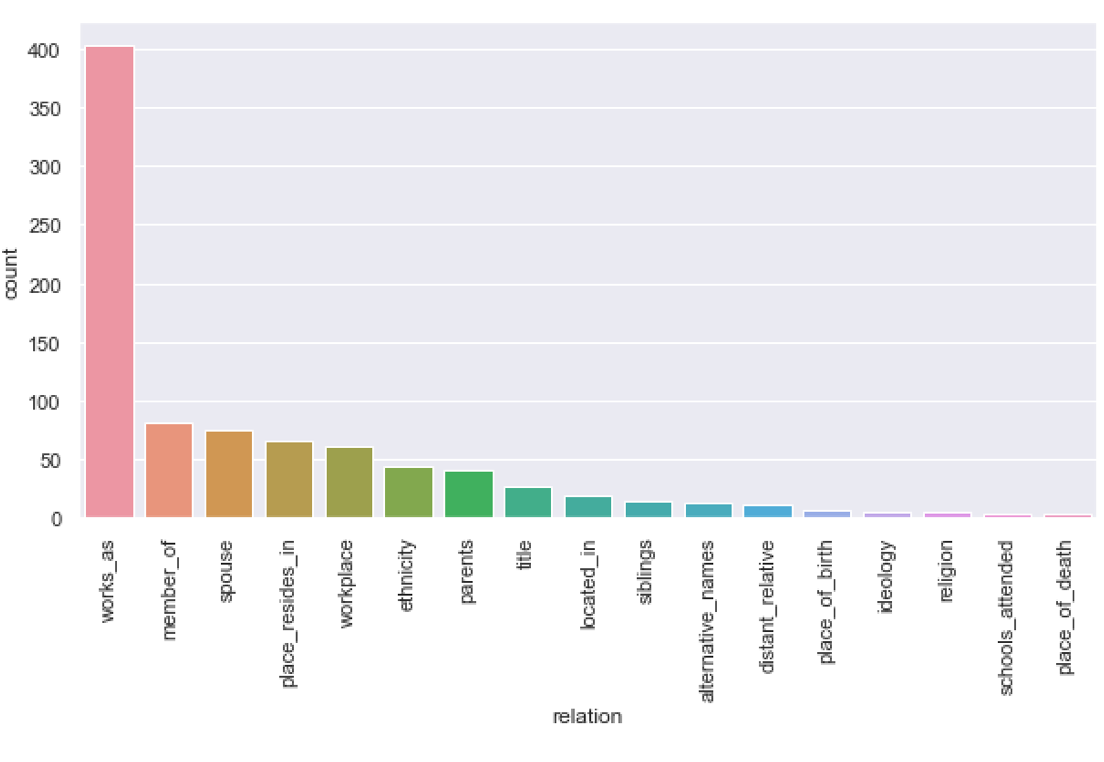 count
400
350
300
250
200
150
100
50
0
works_as
member_of
spouse
place_resides_in
workplace
ethnicity
parents
title
located_in
siblings
alternative_names
distant_relative
place_of_birth
ideology
religion
schools_attended
place_of_death
relation